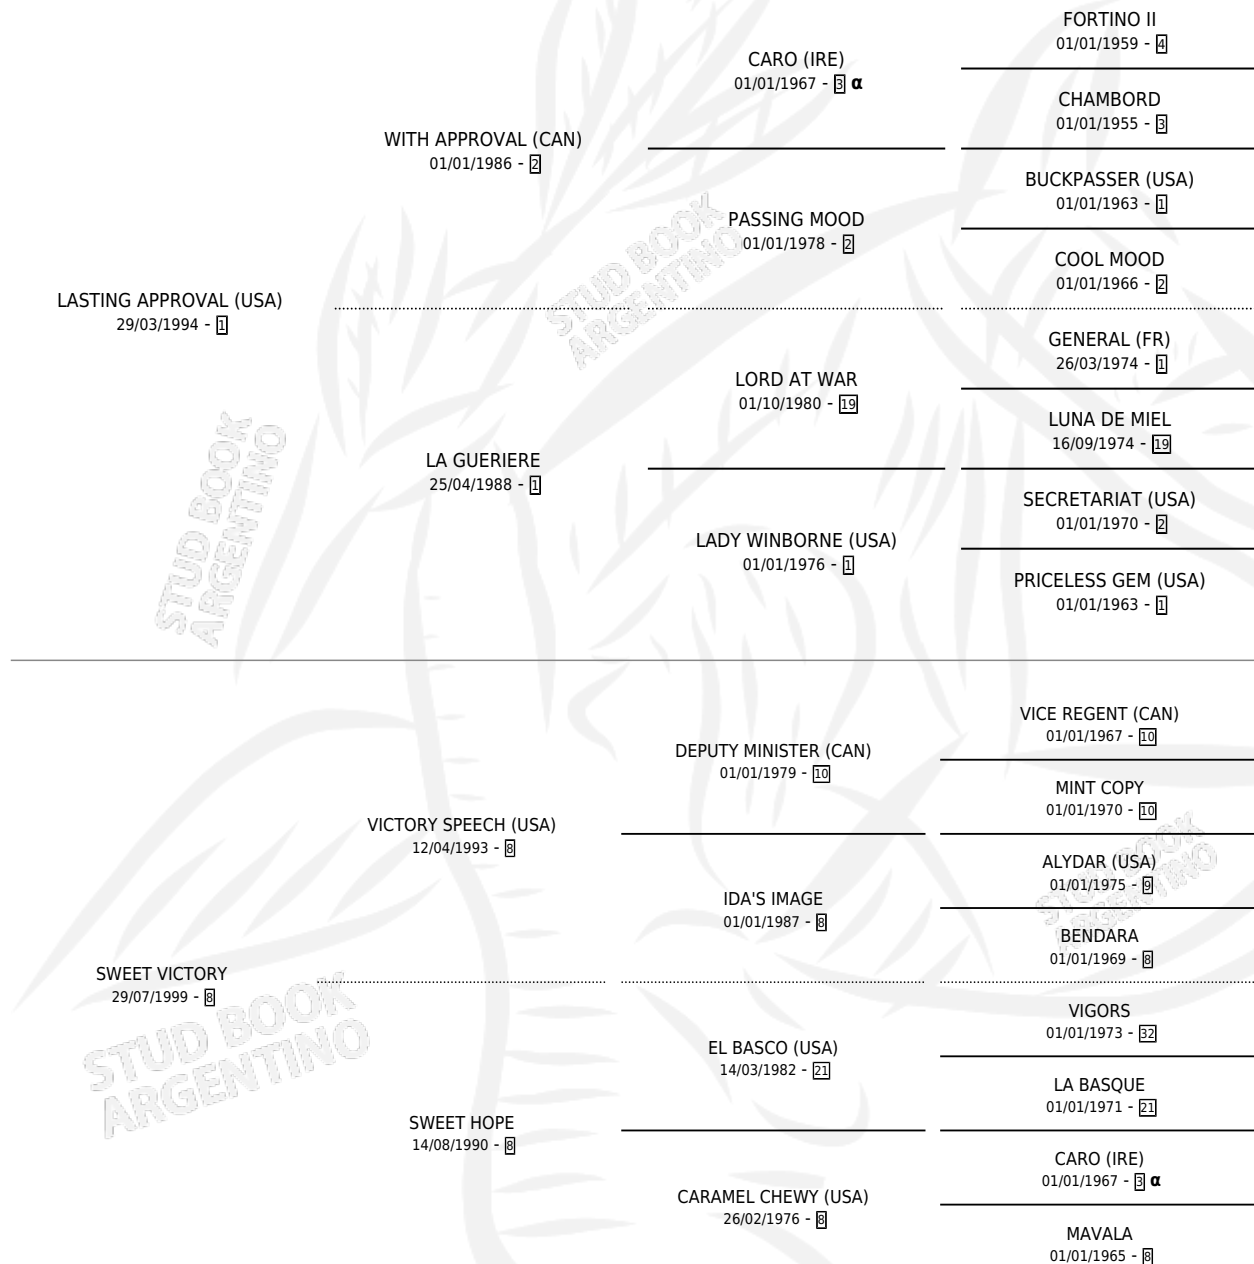 FORTINO II
01/01/1959 - 4
CARO (IRE)
01/01/1967 - 3 α
CHAMBORD
01/01/1955 - 3
WITH APPROVAL (CAN)
01/01/1986 - 2
BUCKPASSER (USA)
01/01/1963 - 1
PASSING MOOD
01/01/1978 - 2
COOL MOOD
01/01/1966 - 2
LASTING APPROVAL (USA)
29/03/1994 - 1
GENERAL (FR)
26/03/1974 - 1
LORD AT WAR
01/10/1980 - 19
LUNA DE MIEL
16/09/1974 - 19
LA GUERIERE
25/04/1988 - 1
SECRETARIAT (USA)
01/01/1970 - 2
LADY WINBORNE (USA)
01/01/1976 - 1
PRICELESS GEM (USA)
01/01/1963 - 1
VICE REGENT (CAN)
01/01/1967 - 10
DEPUTY MINISTER (CAN)
01/01/1979 - 10
MINT COPY
01/01/1970 - 10
VICTORY SPEECH (USA)
12/04/1993 - 8
ALYDAR (USA)
01/01/1975 - 9
IDA'S IMAGE
01/01/1987 - 8
BENDARA
01/01/1969 - 8
SWEET VICTORY
29/07/1999 - 8
VIGORS
01/01/1973 - 32
EL BASCO (USA)
14/03/1982 - 21
LA BASQUE
01/01/1971 - 21
SWEET HOPE
14/08/1990 - 8
CARO (IRE)
01/01/1967 - 3 α
CARAMEL CHEWY (USA)
26/02/1976 - 8
MAVALA
01/01/1965 - 8
STUD BOOK
ARGENTINO
STUD BOOK
ARGENTINO
STUD BOOK
ARGENTINO
STUD BOOK
ARGENTINO